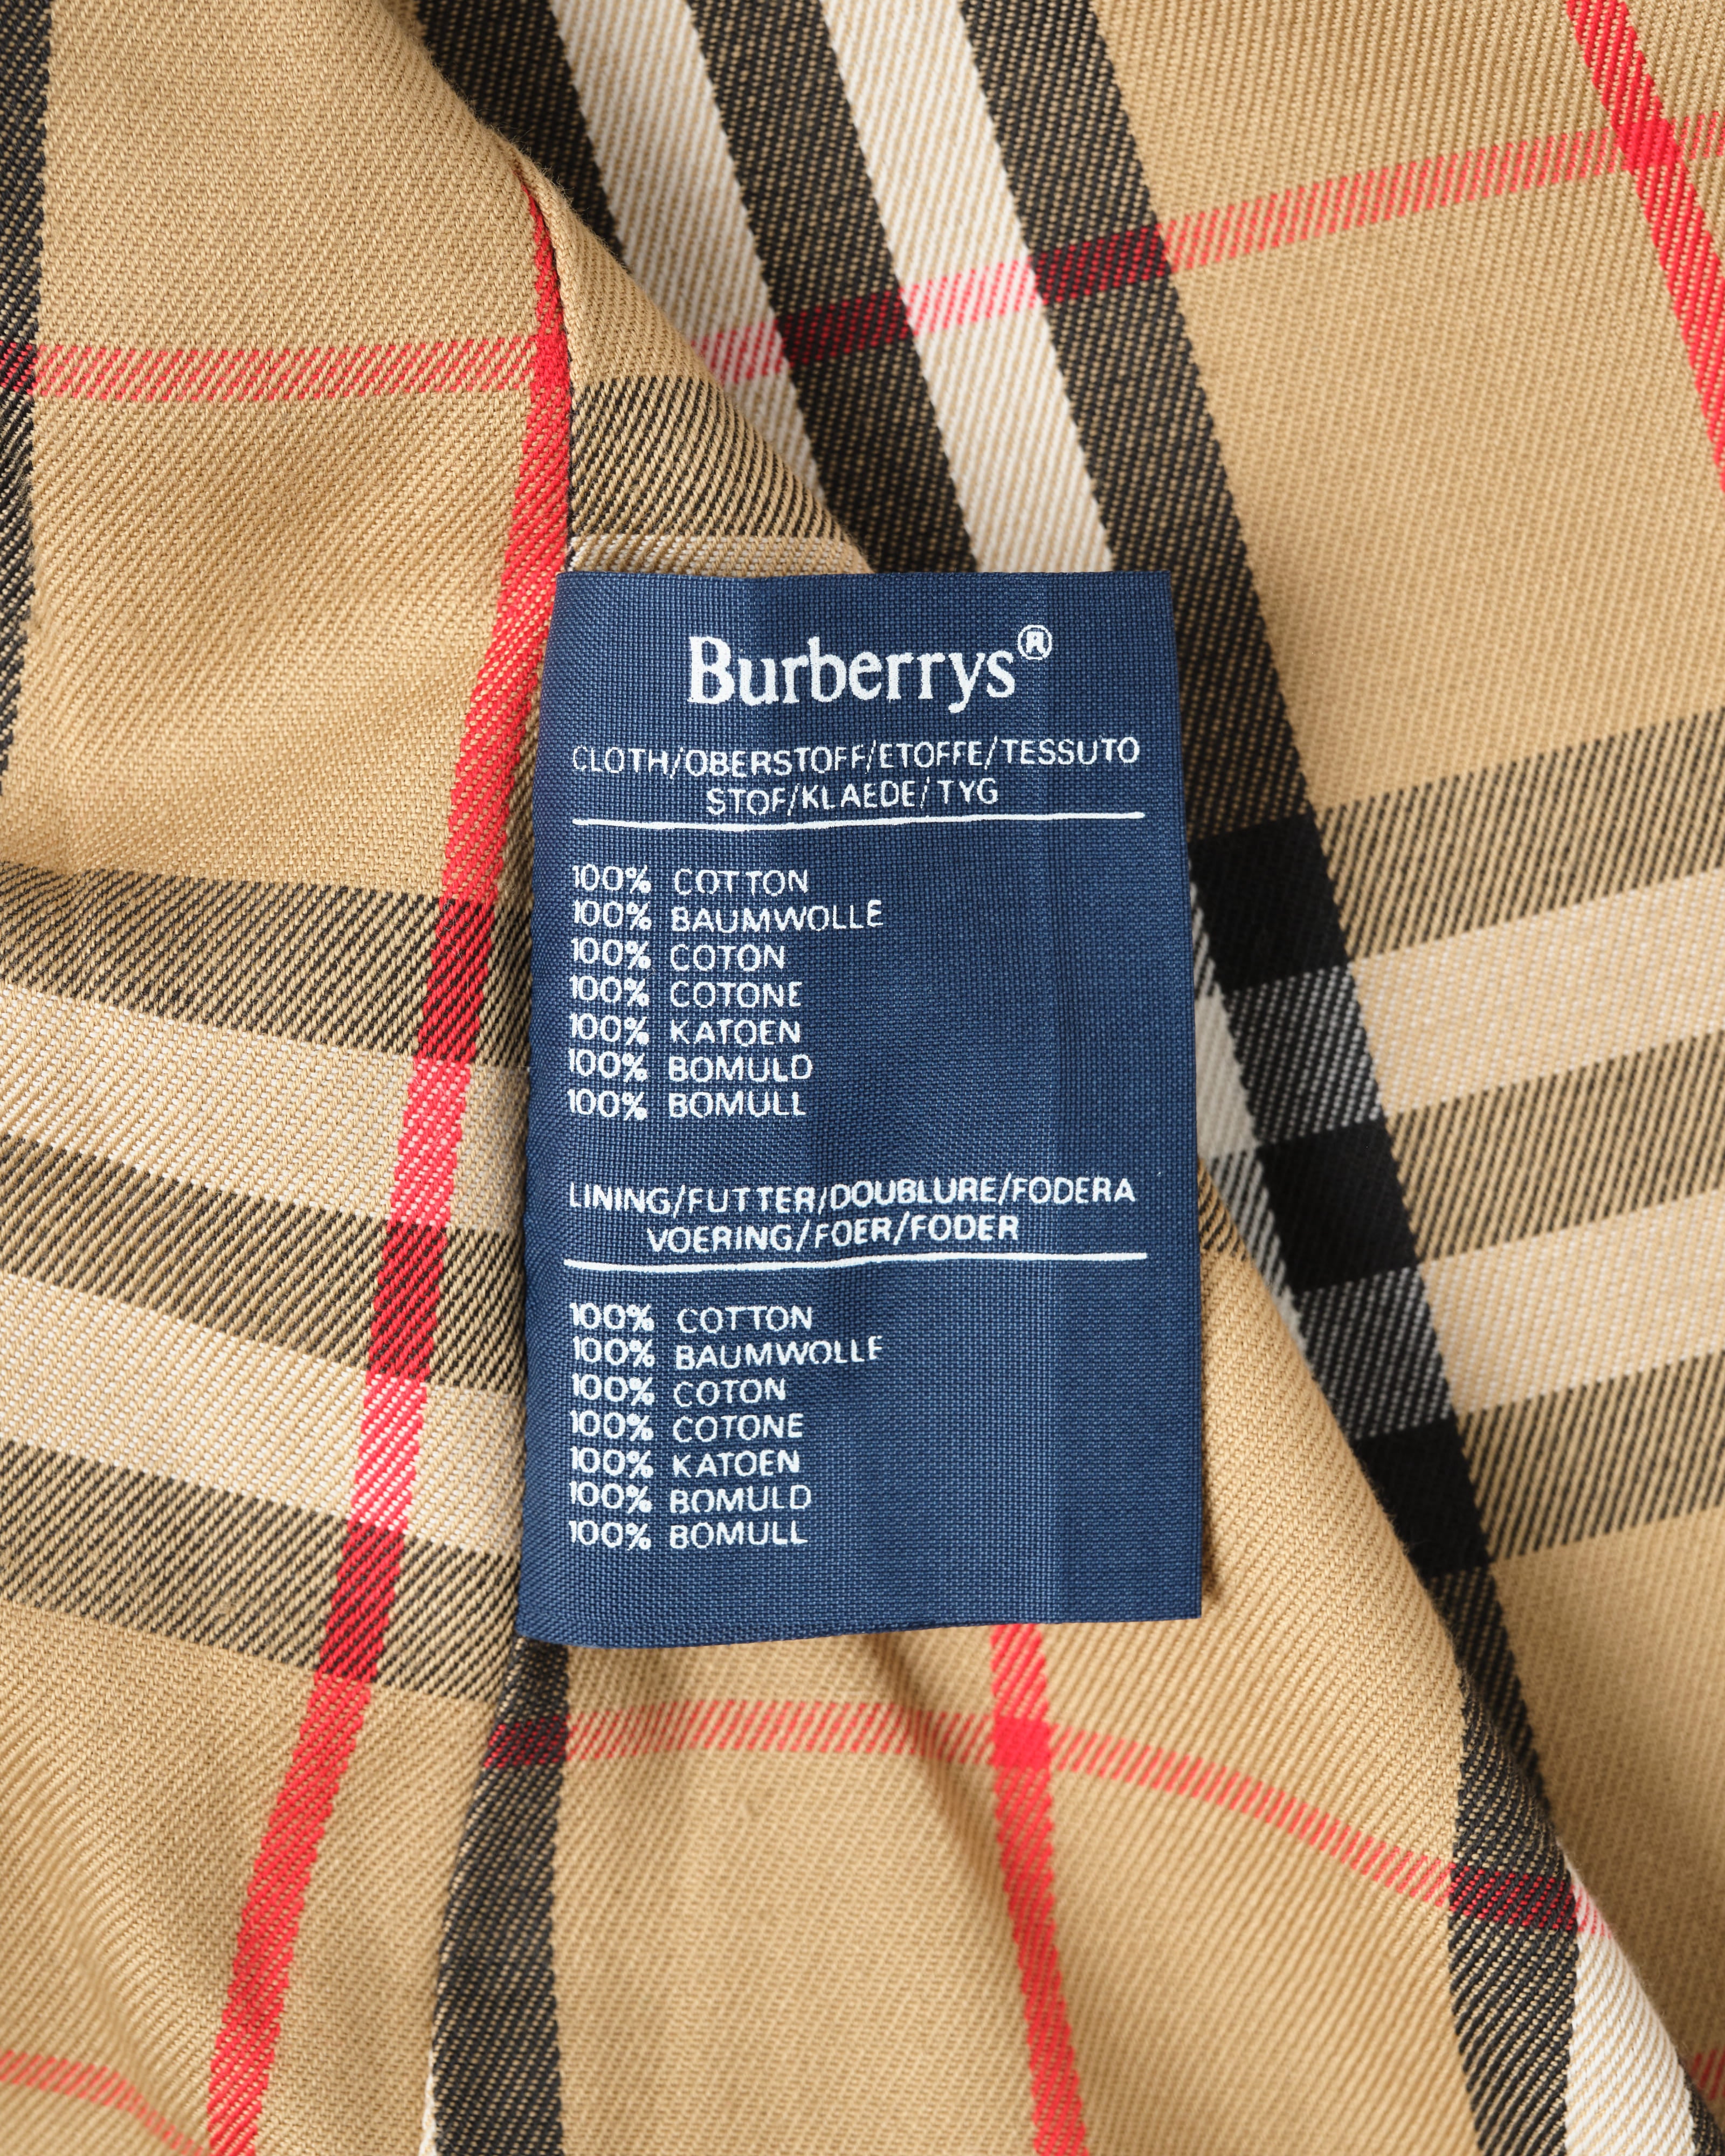 Burberrys®
CLOTH/OBERSTOFF/ETOFFE/TESSUTO
STOF/KLAEDE/TYG
100% COTTON
100% BAUMWOLLE
100% COTON
100% COTONE
100% KATOEN
100% BOMULD
100% BOMULL
LINING/FUTTER/DOUBLURE/FODERA
VOERING/FOER/FODER
100% COTTON
100% BAUMWOLLE
100% COTON
100% COTONE
100% KATOEN
100% BOMULD
100% BOMULL